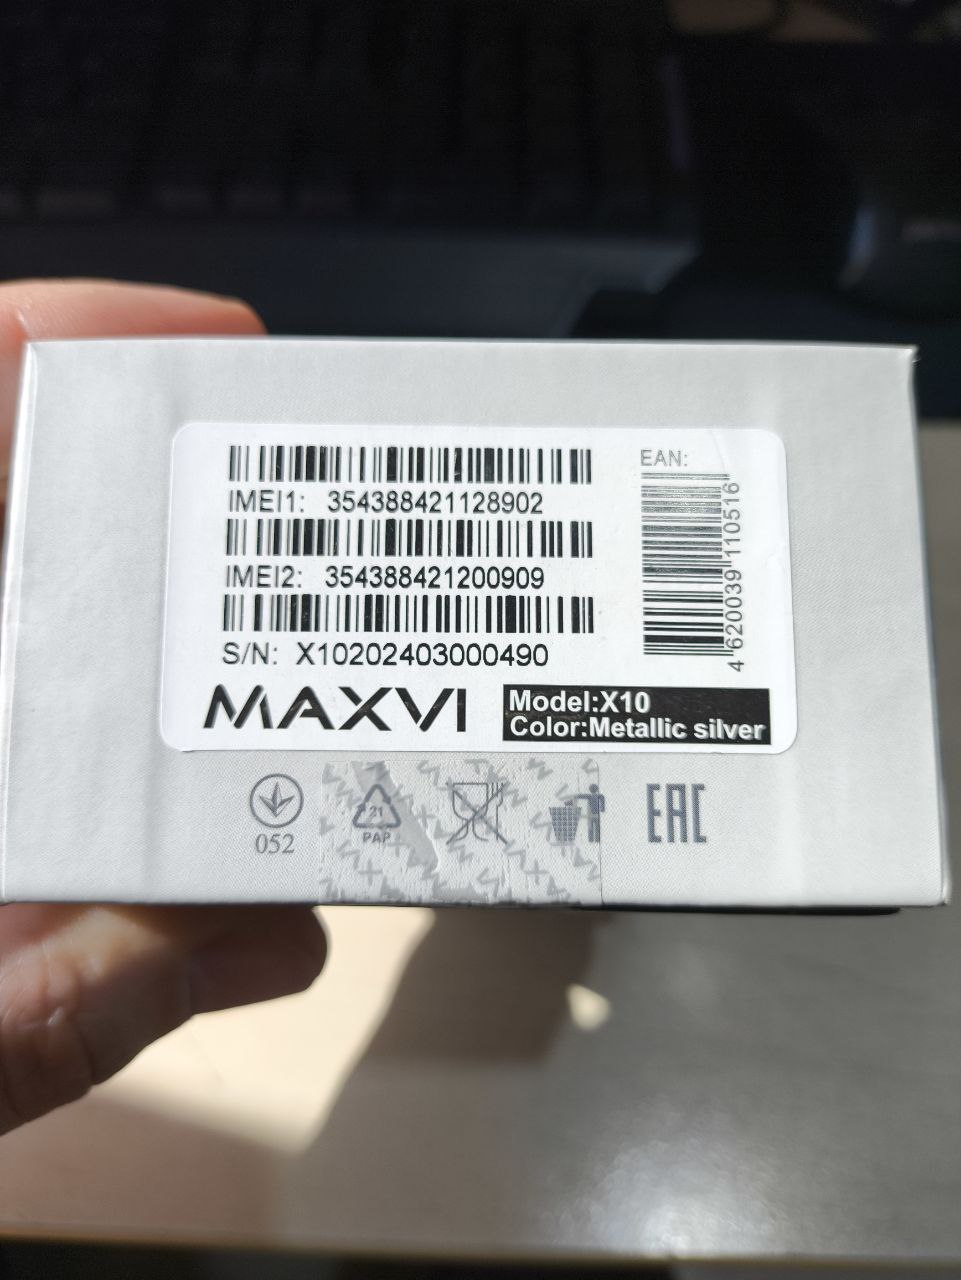 IMEI1: 354388421128902
IMEI2: 354388421200909
S/N: X10202403000490
EAN:
4 620039 110516
MAXVI
Model:X10
Color:Metallic silver
052
21
PAP
EAC